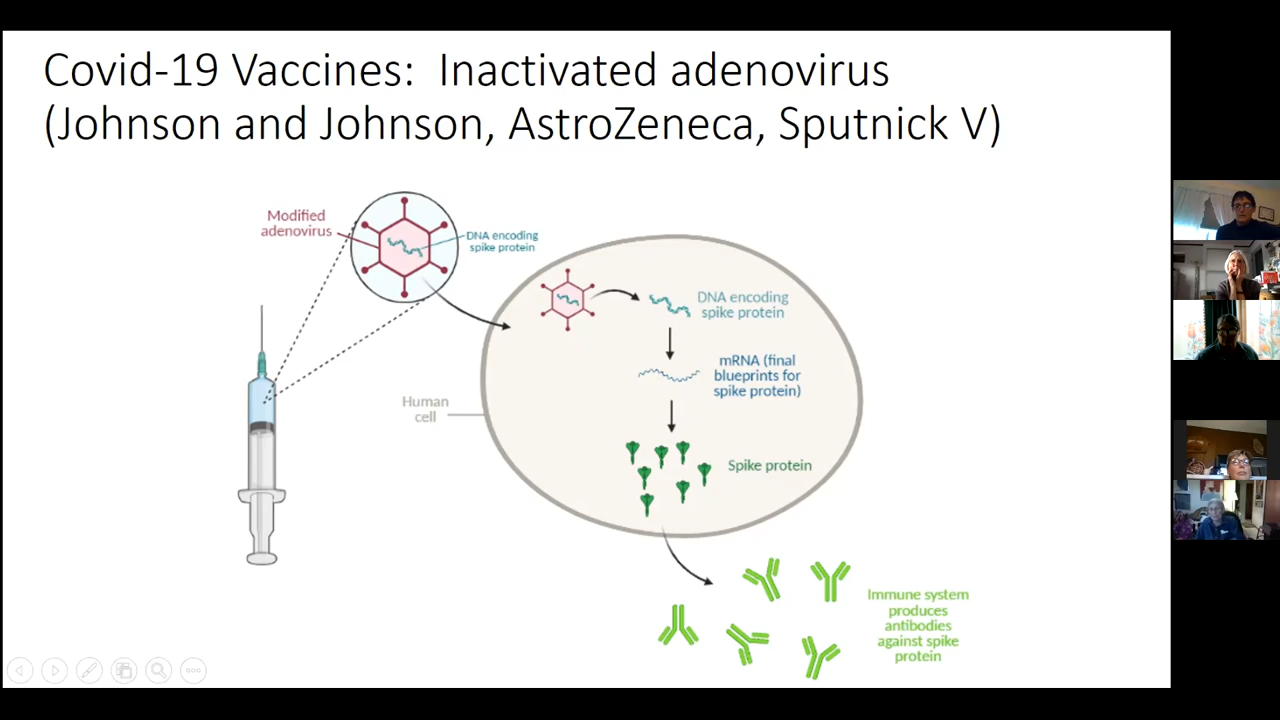 Covid-19 Vaccines:  Inactivated adenovirus
(Johnson and Johnson, AstroZeneca, Sputnick V)
Modified
adenovirus
DNA encoding
spike protein
DNA encoding
spike protein
mRNA (final
blueprints for
spike protein)
Human
cell
Spike protein
Immune system
produces
antibodies
against spike
protein